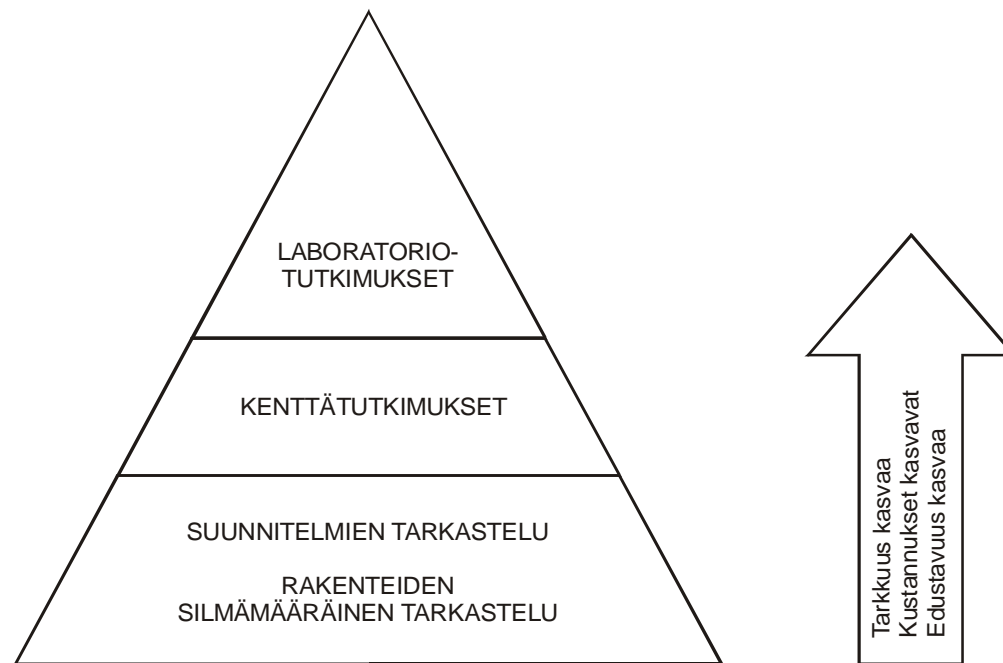 LABORATORIO-
TUTKIMUKSET
KENTTÄTUTKIMUKSET
SUUNNITELMIEN TARKASTELU
RAKENTEIDEN
SILMÄMÄÄRÄINEN TARKASTELU
Tarkkuus kasvaa
Kustannukset kasvavat
Edustavuus kasvaa